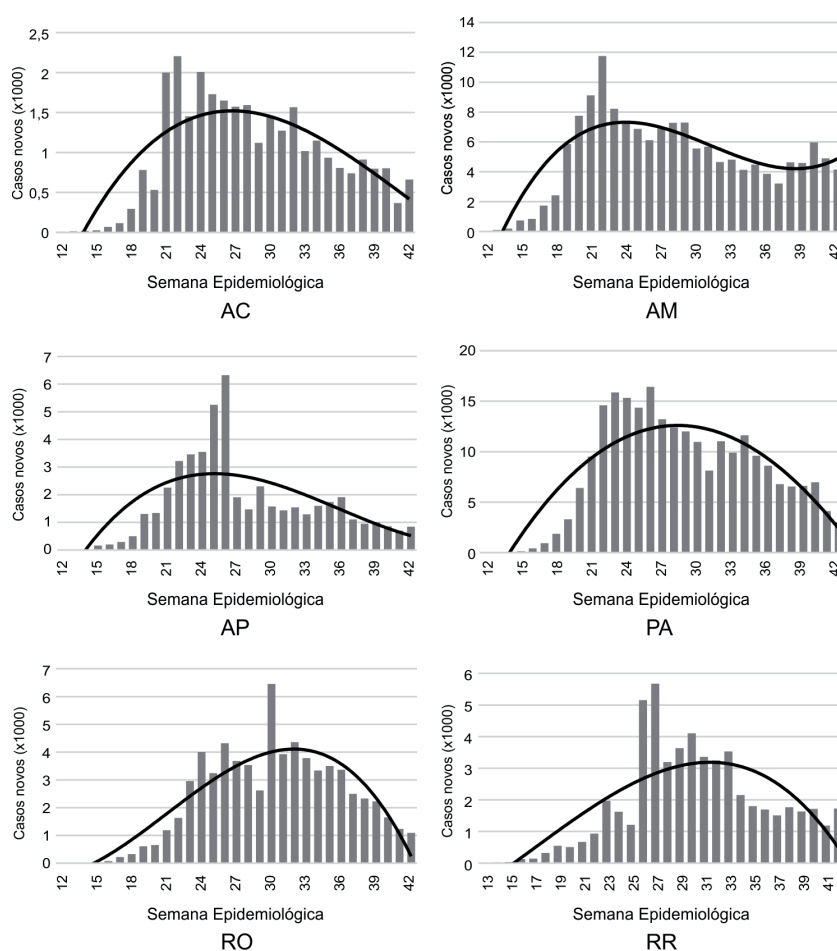 Casos novos (x1000)
2,5
2
1,5
1
0,5
0
12 15 18 21 24 27 30 33 36 39 42
Semana Epidemiológica
AC
Casos novos (x1000)
14
12
10
8
6
4
2
0
12 15 18 21 24 27 30 33 36 39 42
Semana Epidemiológica
AM
Casos novos (x1000)
7
6
5
4
3
2
1
0
12 15 18 21 24 27 30 33 36 39 42
Semana Epidemiológica
AP
Casos novos (x1000)
20
15
10
5
0
12 15 18 21 24 27 30 33 36 39 42
Semana Epidemiológica
PA
Casos novos (x1000)
7
6
5
4
3
2
1
0
12 15 18 21 24 27 30 33 36 39 42
Semana Epidemiológica
RO
Casos novos (x1000)
6
5
4
3
2
1
0
13 15 17 19 21 23 25 27 29 31 33 35 37 39 41
Semana Epidemiológica
RR